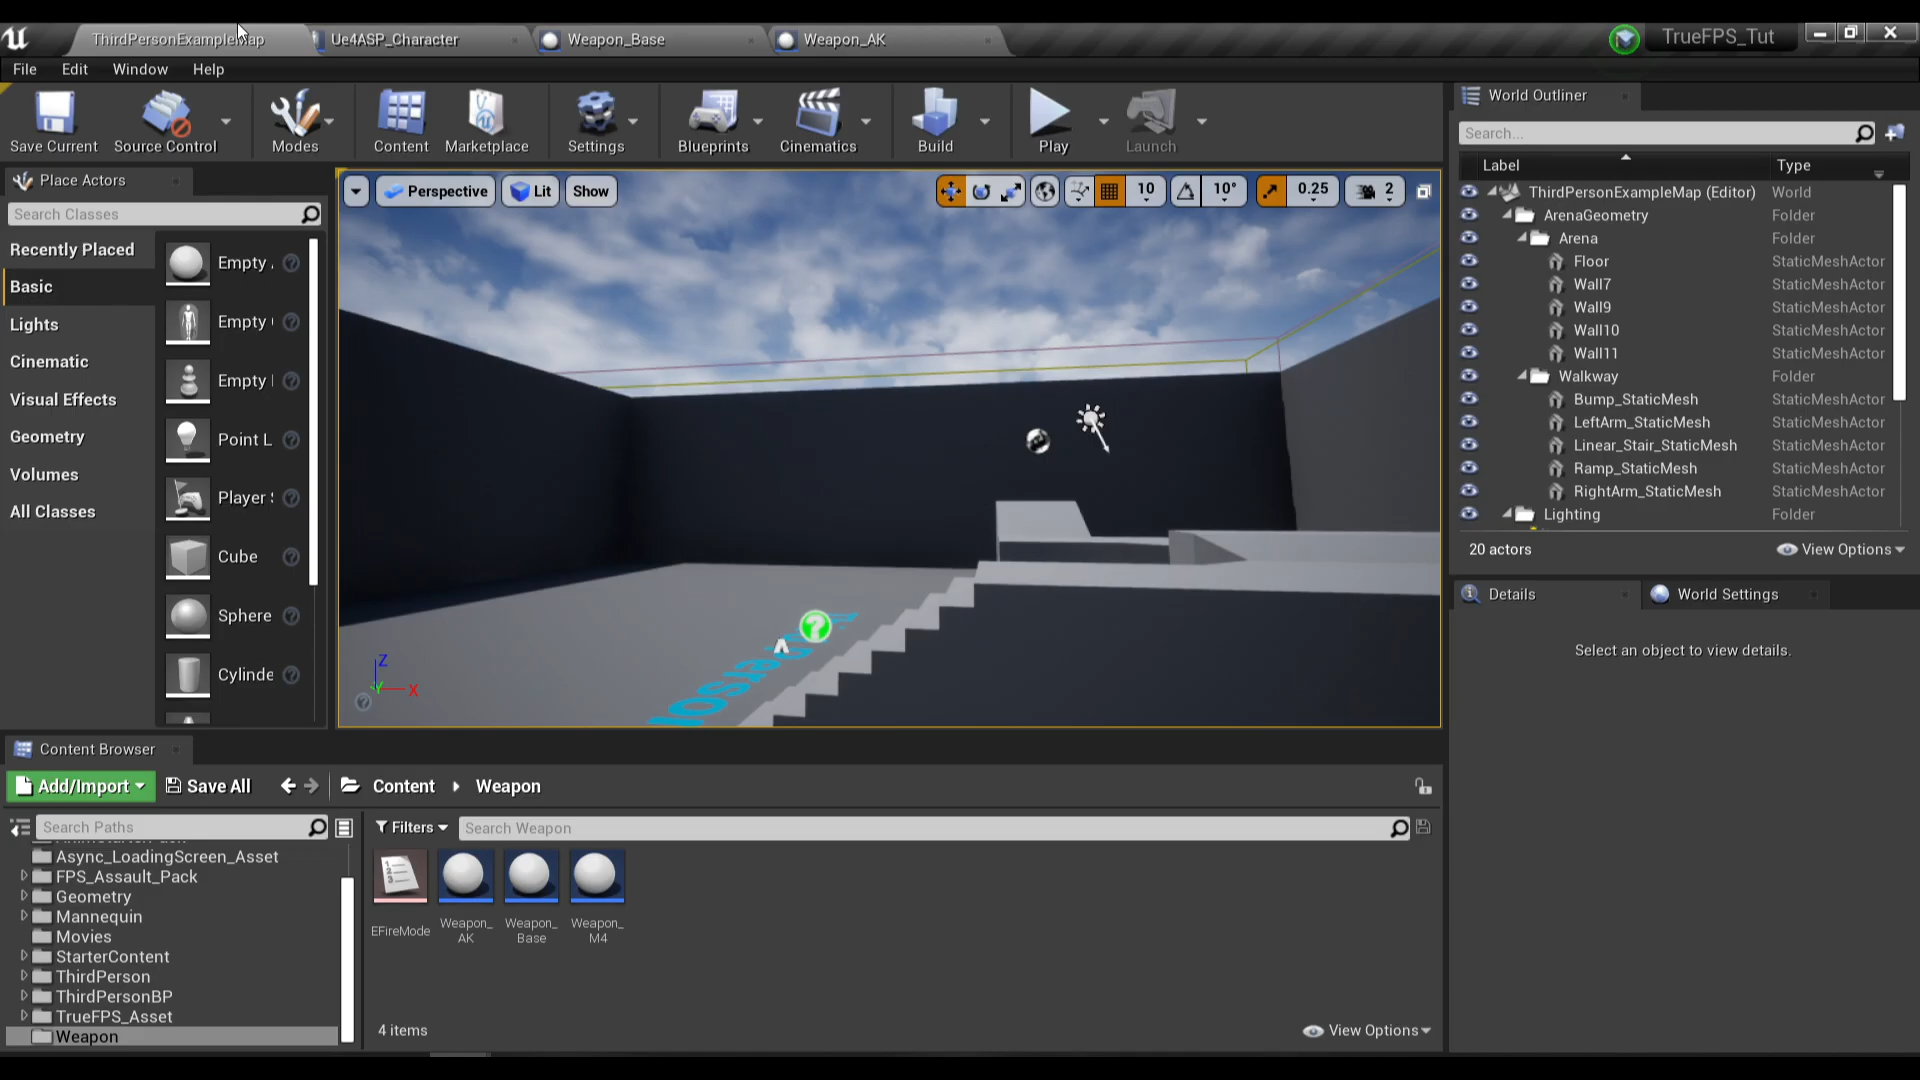 ThirdPersonExampleMap
Ue4ASP_Character
Weapon_Base
Weapon_AK
TrueFPS_Tut
File Edit Window Help
Save Current
Source Control
Modes
Content
Marketplace
Settings
Blueprints
Cinematics
Build
Play
Launch
World Outliner
Search...
Label Type
ThirdPersonExampleMap (Editor) World
ArenaGeometry Folder
Arena Folder
Floor StaticMeshActor
Wall7 StaticMeshActor
Wall9 StaticMeshActor
Wall10 StaticMeshActor
Wall11 StaticMeshActor
Walkway Folder
Bump_StaticMesh StaticMeshActor
LeftArm_StaticMesh StaticMeshActor
Linear_Stair_StaticMesh StaticMeshActor
Ramp_StaticMesh StaticMeshActor
RightArm_StaticMesh StaticMeshActor
Lighting Folder
20 actors
View Options
Details
World Settings
Select an object to view details.
Place Actors
Search Classes
Recently Placed
Basic
Lights
Cinematic
Visual Effects
Geometry
Volumes
All Classes
Empty
Empty
Empty
Point L
Player
Cube
Sphere
Cylinde
Perspective
Lit
Show
10
10°
0.25
2
Z
Y
X
Content Browser
Add/Import
Save All
Content
Weapon
Search Paths
Async_LoadingScreen_Asset
FPS_Assault_Pack
Geometry
Mannequin
Movies
StarterContent
ThirdPerson
ThirdPersonBP
TrueFPS_Asset
Weapon
Filters
Search Weapon
EFireMode
Weapon_
AK
Weapon_
Base
Weapon_
M4
4 items
View Options